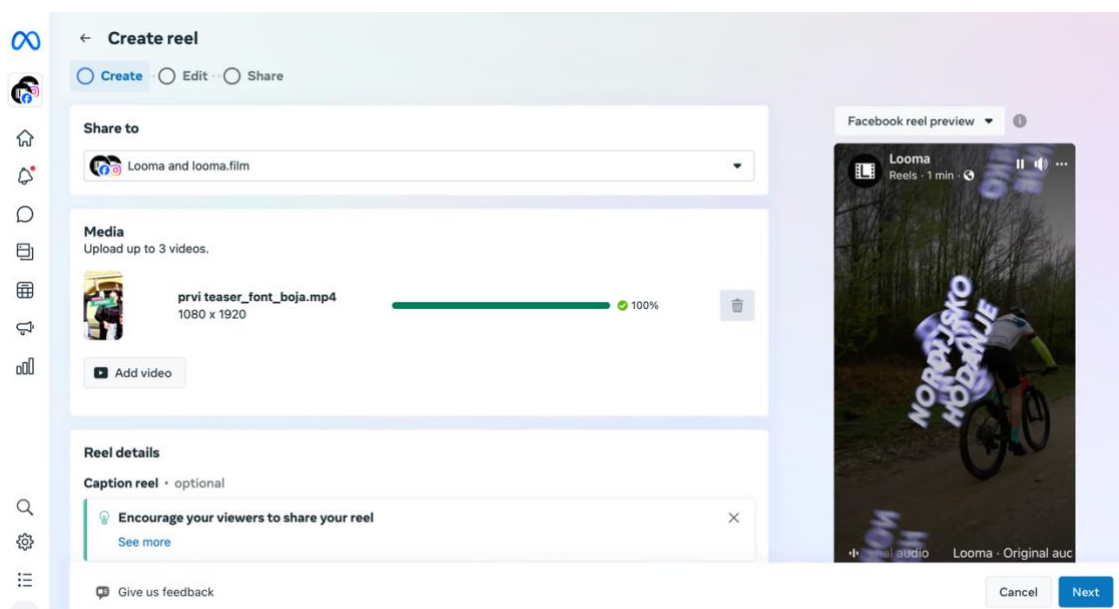 Create reel
Create
Edit
Share
Share to
Looma and looma.film
Media
Upload up to 3 videos.
prvi teaser_font_boja.mp4
1080 x 1920
100%
Add video
Reel details
Caption reel • optional
Encourage your viewers to share your reel
See more
Give us feedback
Cancel
Next
Facebook reel preview
Looma
Reels · 1 min ·
NORDIJSKO
HODANJE
audio
Looma · Original auc